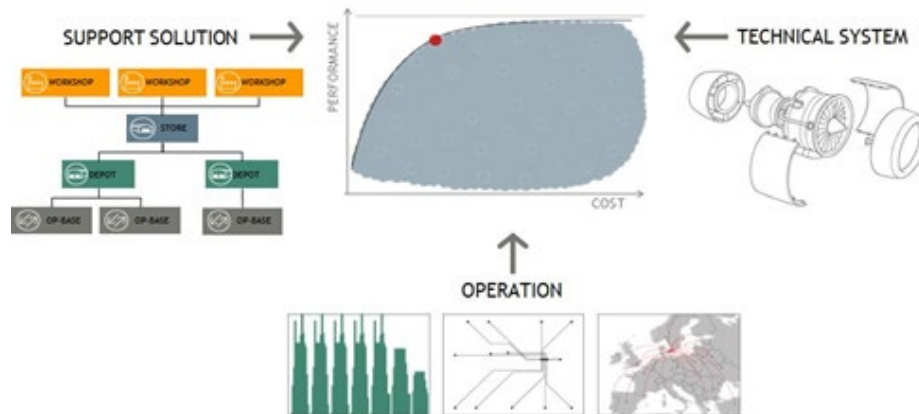 SUPPORT SOLUTION
PERFORMANCE
TECHNICAL SYSTEM
WORKSHOP WORKSHOP WORKSHOP
STORE
DEPOT DEPOT
OP-BASE OP-BASE OP-BASE
COST
OPERATION